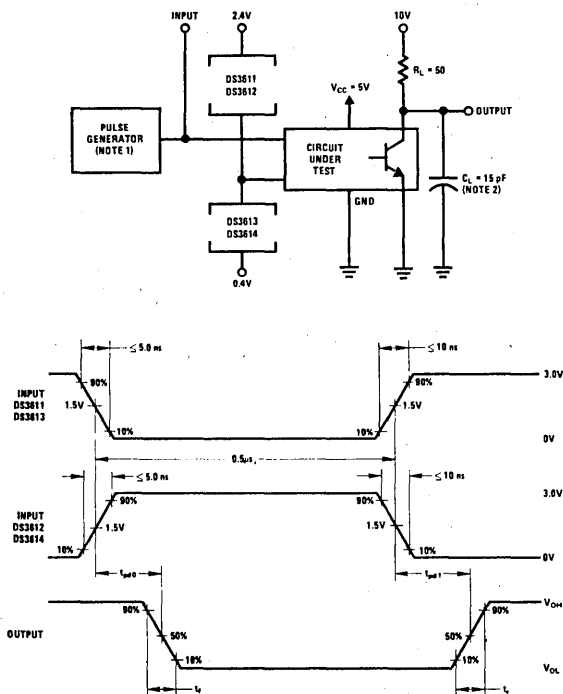 INPUT
2.4V
10V
DS3611
DS3612
RL = 50
VCC = 5V
OUTPUT
PULSE
GENERATOR
(NOTE 1)
CIRCUIT
UNDER
TEST
CL = 15 pF
(NOTE 2)
GND
DS3613
DS3614
0.4V
≤ 5.0 ns
≤ 10 ns
90%
90%
3.0V
INPUT
DS3611
DS3613
1.5V
1.5V
10%
10%
0V
0.5μs
≤ 5.0 ns
≤ 10 ns
90%
90%
3.0V
INPUT
DS3612
DS3614
1.5V
1.5V
10%
10%
0V
tpd 0
tpd 1
90%
90%
VOH
OUTPUT
50%
50%
10%
10%
VOL
tf
tr